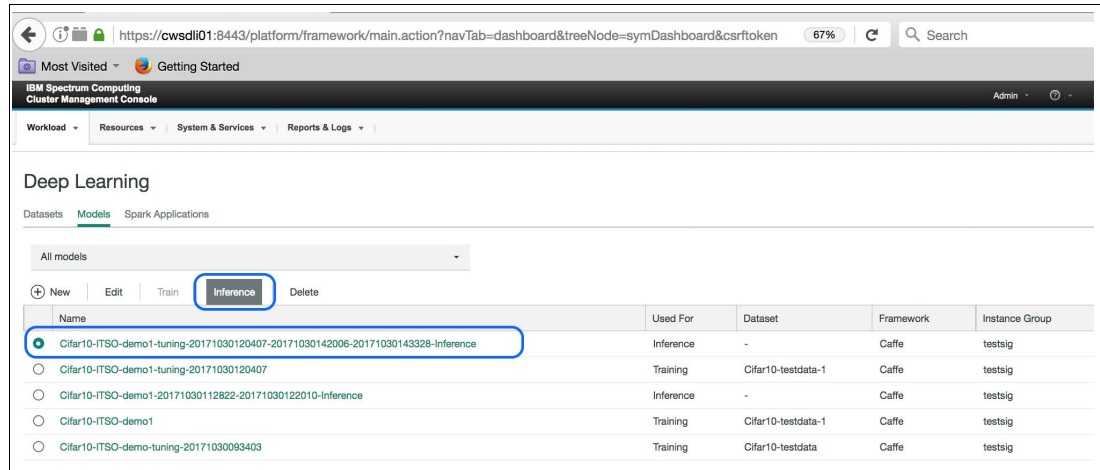 https://cwsdli01:8443/platform/framework/main.action?navTab=dashboard&treeNode=symDashboard&csrftoken 67% Search
Most Visited Getting Started
IBM Spectrum Computing
Cluster Management Console
Admin
Workload Resources System & Services Reports & Logs
Deep Learning
Datasets Models Spark Applications
All models
New Edit Train Inference Delete
Name Used For Dataset Framework Instance Group
Cifar10-ITSO-demo1-tuning-20171030120407-20171030142006-20171030143328-Inference Inference - Caffe testsig
Cifar10-ITSO-demo1-tuning-20171030120407 Training Cifar10-testdata-1 Caffe testsig
Cifar10-ITSO-demo1-20171030112822-20171030122010-Inference Inference - Caffe testsig
Cifar10-ITSO-demo1 Training Cifar10-testdata-1 Caffe testsig
Cifar10-ITSO-demo-tuning-20171030093403 Training Cifar10-testdata Caffe testsig